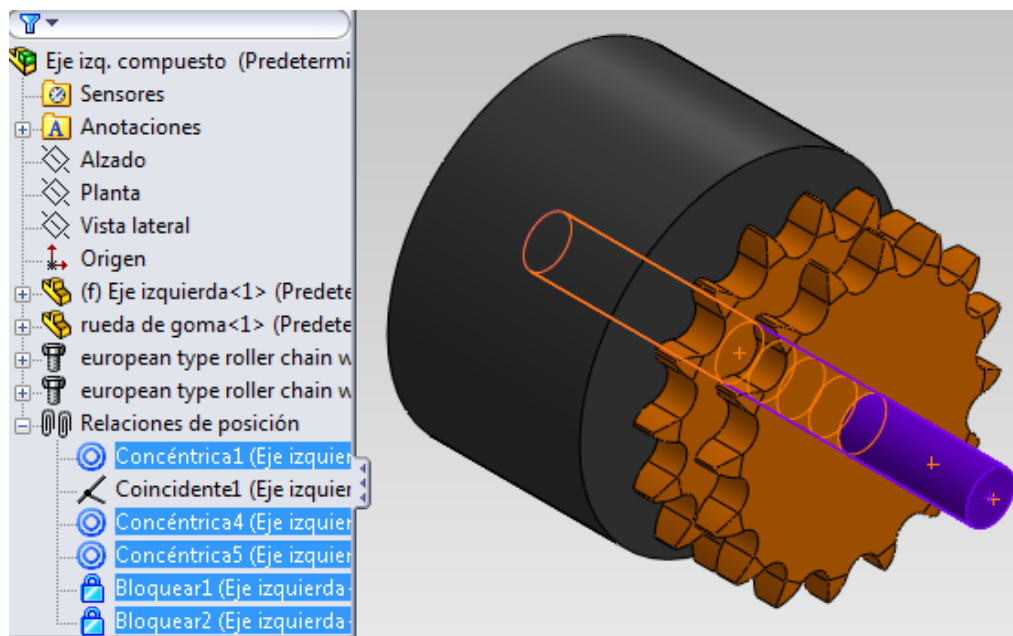 Eje izq. compuesto (Predetermi
Sensores
Anotaciones
Alzado
Planta
Vista lateral
Origen
(f) Eje izquierda<1> (Predete
rueda de goma<1> (Predete
european type roller chain w
european type roller chain w
Relaciones de posición
Concéntrica1 (Eje izquier
Coincidente1 (Eje izquier
Concéntrica4 (Eje izquier
Concéntrica5 (Eje izquier
Bloquear1 (Eje izquierda
Bloquear2 (Eje izquierda